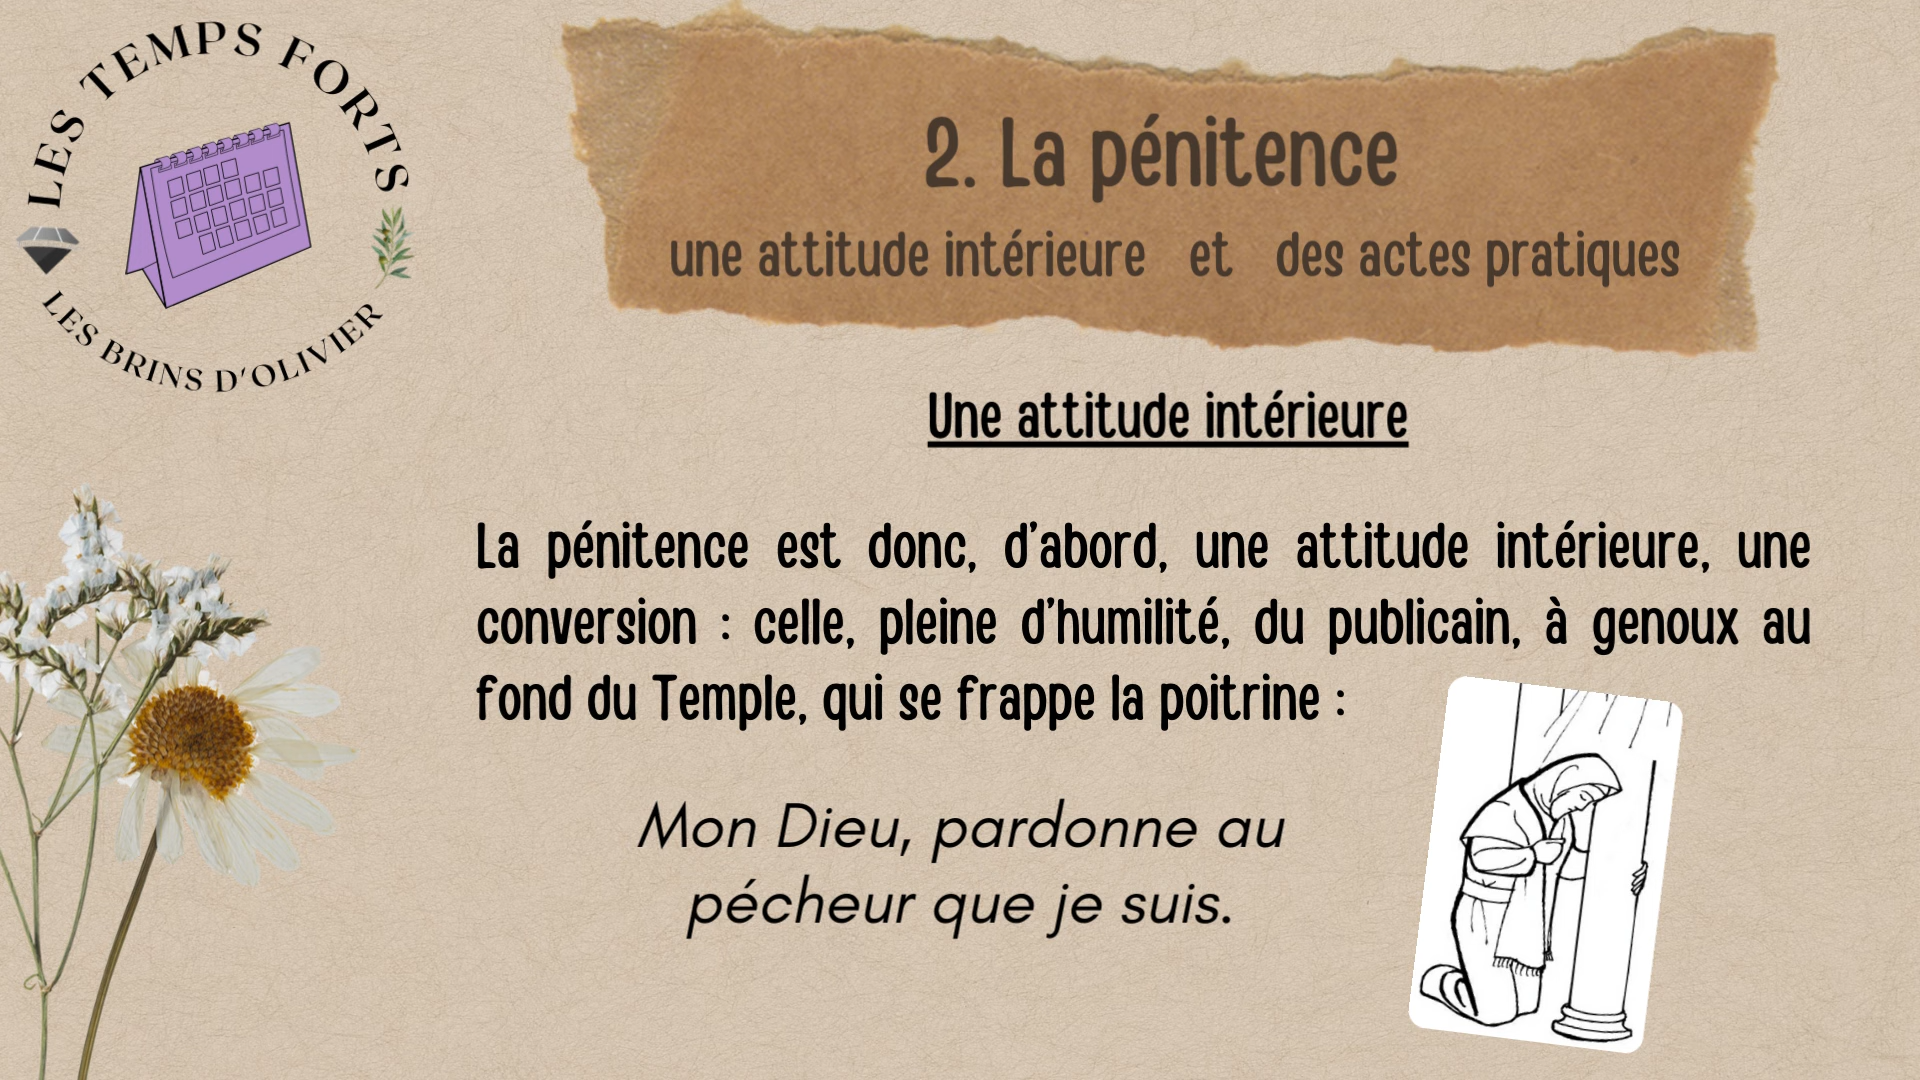 LES TEMPS FORTS
LES BRINS D'OLIVIER
2. La pénitence
une attitude intérieure et des actes pratiques
Une attitude intérieure
La pénitence est donc, d'abord, une attitude intérieure, une
conversion : celle, pleine d'humilité, du publicain, à genoux au
fond du Temple, qui se frappe la poitrine :
Mon Dieu, pardonne au
pécheur que je suis.